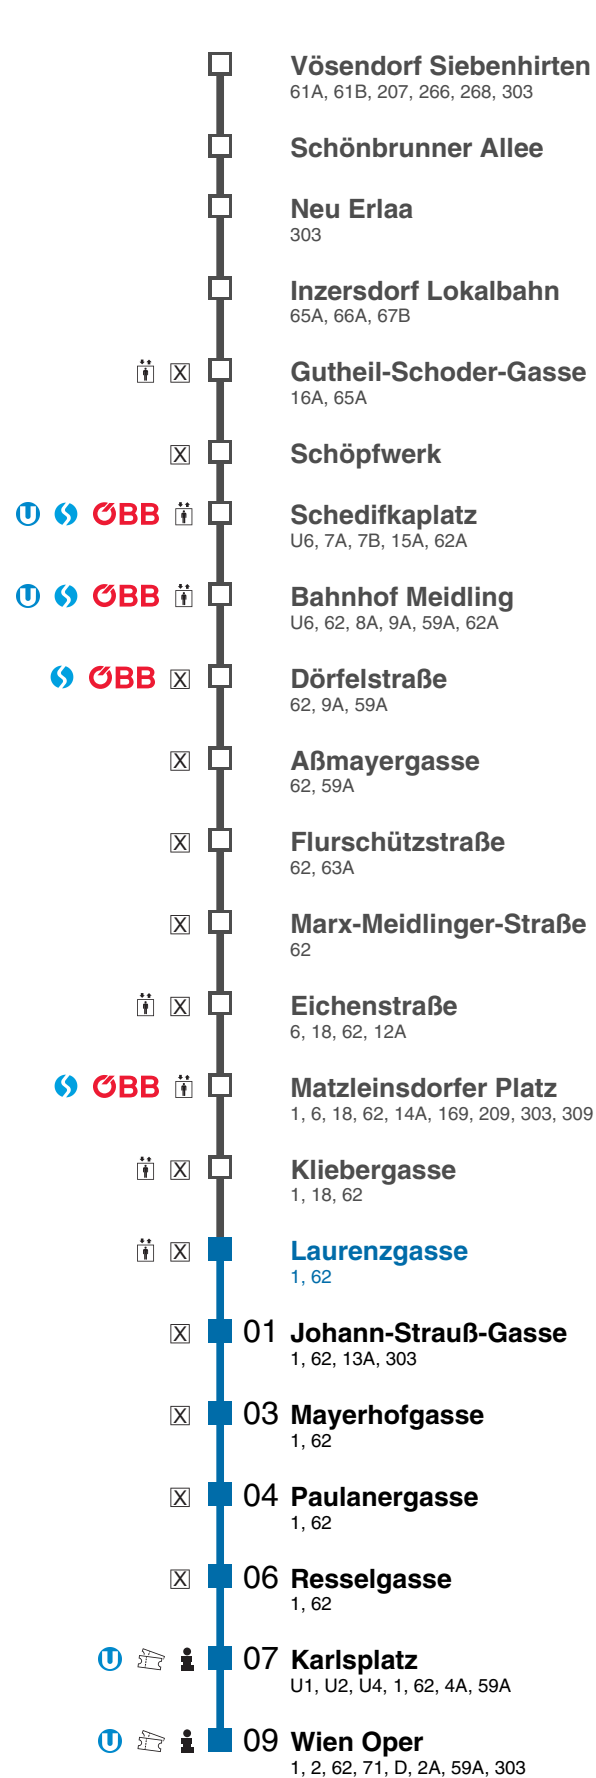 Vösendorf Siebenhirten
61A, 61B, 207, 266, 268, 303
Schönbrunner Allee
Neu Erlaa
303
Inzersdorf Lokalbahn
65A, 66A, 67B
X Gutheil-Schoder-Gasse
16A, 65A
X Schöpfwerk
U ÖBB Schedifkaplatz
U6, 7A, 7B, 15A, 62A
U ÖBB Bahnhof Meidling
U6, 62, 8A, 9A, 59A, 62A
ÖBB X Dörfelstraße
62, 9A, 59A
X Aßmayergasse
62, 59A
X Flurschützstraße
62, 63A
X Marx-Meidlinger-Straße
62
X Eichenstraße
6, 18, 62, 12A
ÖBB Matzleinsdorfer Platz
1, 6, 18, 62, 14A, 169, 209, 303, 309
X Kliebergasse
1, 18, 62
X Laurenzgasse
1, 62
X 01 Johann-Strauß-Gasse
1, 62, 13A, 303
X 03 Mayerhofgasse
1, 62
X 04 Paulanergasse
1, 62
X 06 Resselgasse
1, 62
U 07 Karlsplatz
U1, U2, U4, 1, 62, 4A, 59A
U 09 Wien Oper
1, 2, 62, 71, D, 2A, 59A, 303